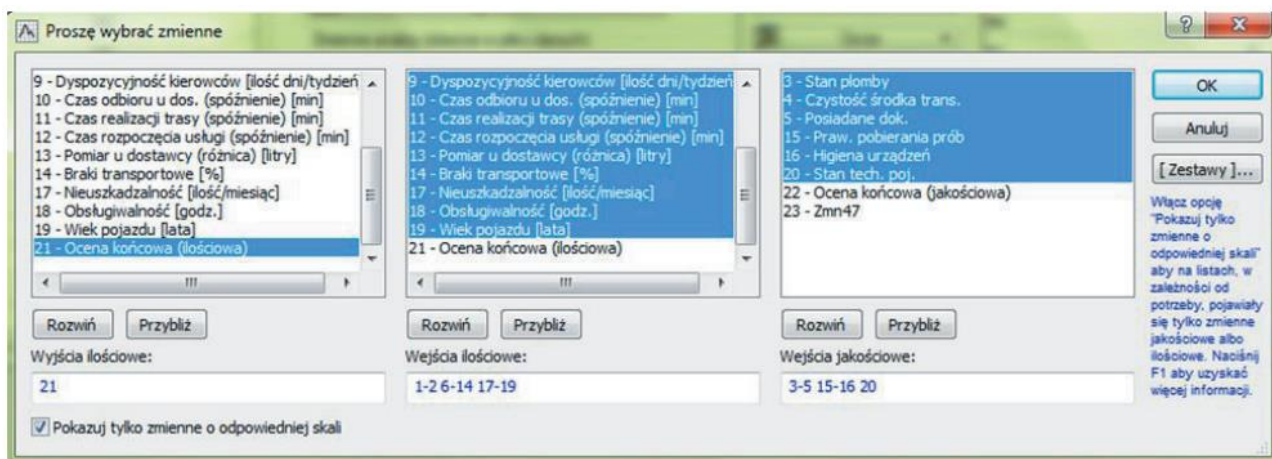 Proszę wybrać zmienne
9 - Dyspozycyjność kierowców [ilość dni/tydzień
10 - Czas odbioru u dos. (spóźnienie) [min]
11 - Czas realizacji trasy (spóźnienie) [min]
12 - Czas rozpoczęcia usługi (spóźnienie) [min]
13 - Pomiar u dostawcy (różnica) [litry]
14 - Braki transportowe [%]
17 - Nieuszkadzalność [ilość/miesiąc]
18 - Obsługiwalność [godz.]
19 - Wiek pojazdu [lata]
21 - Ocena końcowa (ilościowa)
Rozwiń
Przybliż
Wyjścia ilościowe:
21
9 - Dyspozycyjność kierowców [ilość dni/tydzień
10 - Czas odbioru u dos. (spóźnienie) [min]
11 - Czas realizacji trasy (spóźnienie) [min]
12 - Czas rozpoczęcia usługi (spóźnienie) [min]
13 - Pomiar u dostawcy (różnica) [litry]
14 - Braki transportowe [%]
17 - Nieuszkadzalność [ilość/miesiąc]
18 - Obsługiwalność [godz.]
19 - Wiek pojazdu [lata]
21 - Ocena końcowa (ilościowa)
Rozwiń
Przybliż
Wejścia ilościowe:
1-2 6-14 17-19
3 - Stan plomby
4 - Czystość środka trans.
5 - Posiadane dok.
15 - Praw. pobierania prób
16 - Higiena urządzeń
20 - Stan tech. poj.
22 - Ocena końcowa (jakościowa)
23 - Zmn47
Rozwiń
Przybliż
Wejścia jakościowe:
3-5 15-16 20
OK
Anuluj
[ Zestawy ]...
Włącz opcję
"Pokazuj tylko
zmienne o
odpowiedniej skali"
aby na listach, w
zależności od
potrzeby, pojawiały
się tylko zmienne
jakościowe albo
ilościowe. Naciśnij
F1 aby uzyskać
więcej informacji.
Pokazuj tylko zmienne o odpowiedniej skali